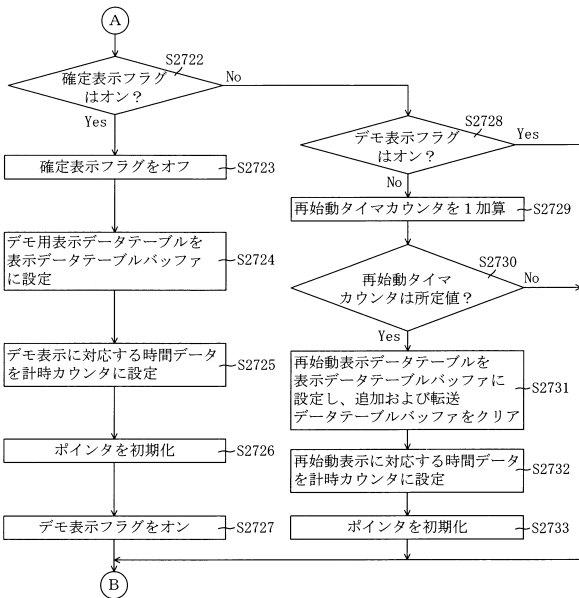 A
S2722
確定表示フラグ
はオン？
No
Yes
確定表示フラグをオフ
S2723
デモ用表示データテーブルを
表示データテーブルバッファ
に設定
S2724
デモ表示に対応する時間データ
を計時カウンタに設定
S2725
ポインタを初期化
S2726
デモ表示フラグをオン
S2727
B
S2728
デモ表示フラグ
はオン？
Yes
No
再始動タイマカウンタを１加算
S2729
S2730
再始動タイマ
カウンタは所定値？
No
Yes
再始動表示データテーブルを
表示データテーブルバッファに
設定し、追加および転送
データテーブルバッファをクリア
S2731
再始動表示に対応する時間データ
を計時カウンタに設定
S2732
ポインタを初期化
S2733